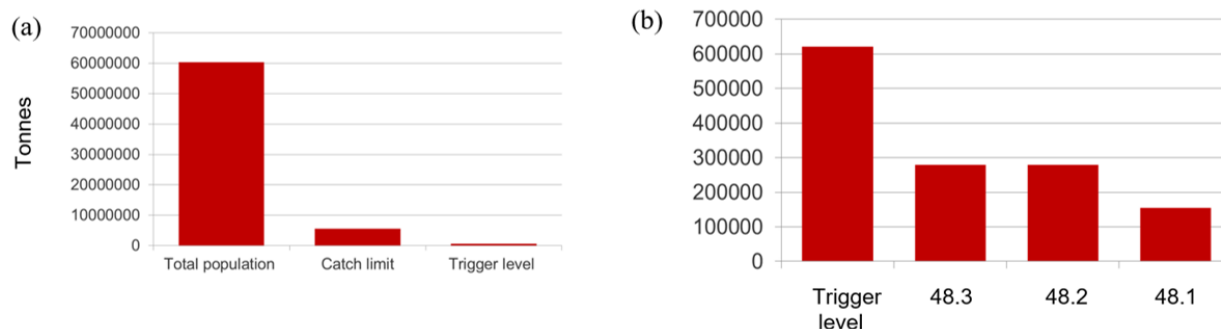 (a)
Tonnes
70000000
60000000
50000000
40000000
30000000
20000000
10000000
0
Total population
Catch limit
Trigger level
(b)
700000
600000
500000
400000
300000
200000
100000
0
Trigger
level
48.3
48.2
48.1